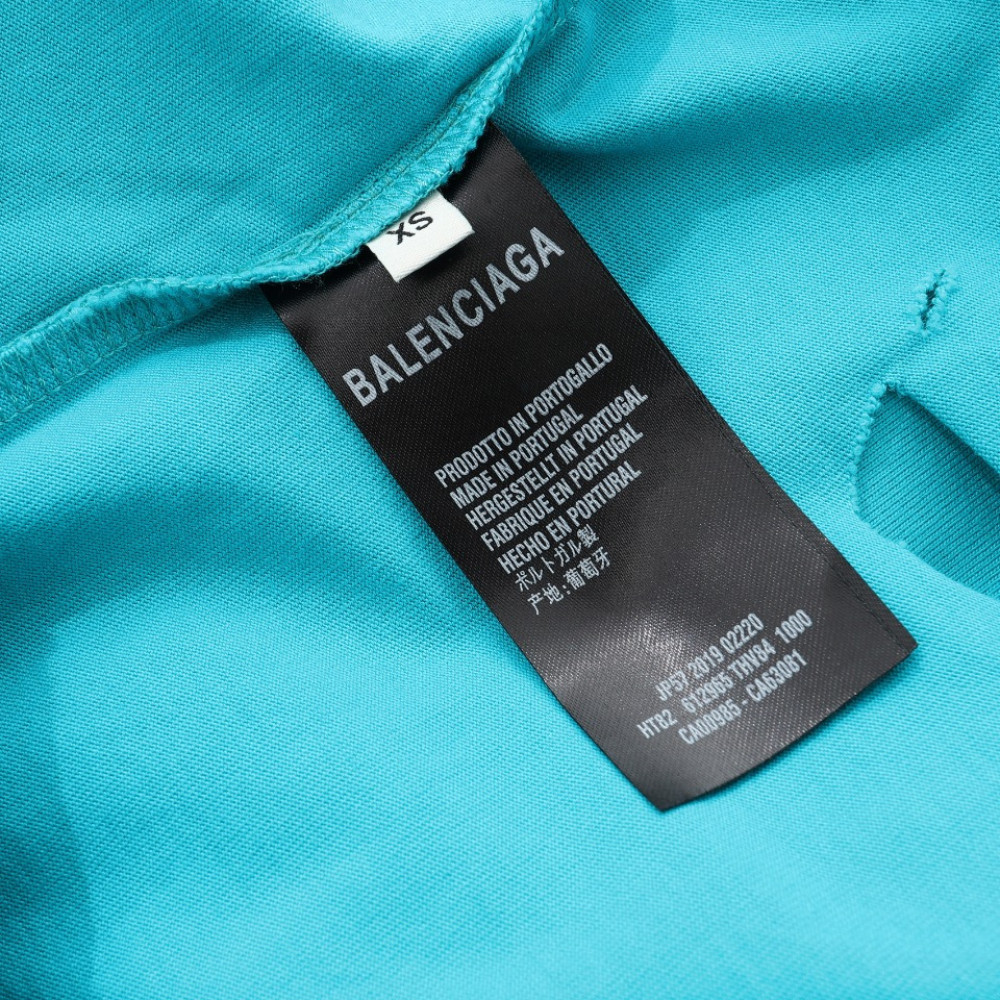 XS
BALENCIAGA
PRODOTTO IN PORTOGALLO
MADE IN PORTUGAL
HERGESTELLT IN PORTUGAL
FABRIQUE EN PORTUGAL
HECHO EN PORTURAL
ポルトガル製
产地:葡萄牙
JP57 2019 02220
HT82 612965 THV84 1000
CA00985 - CA63081